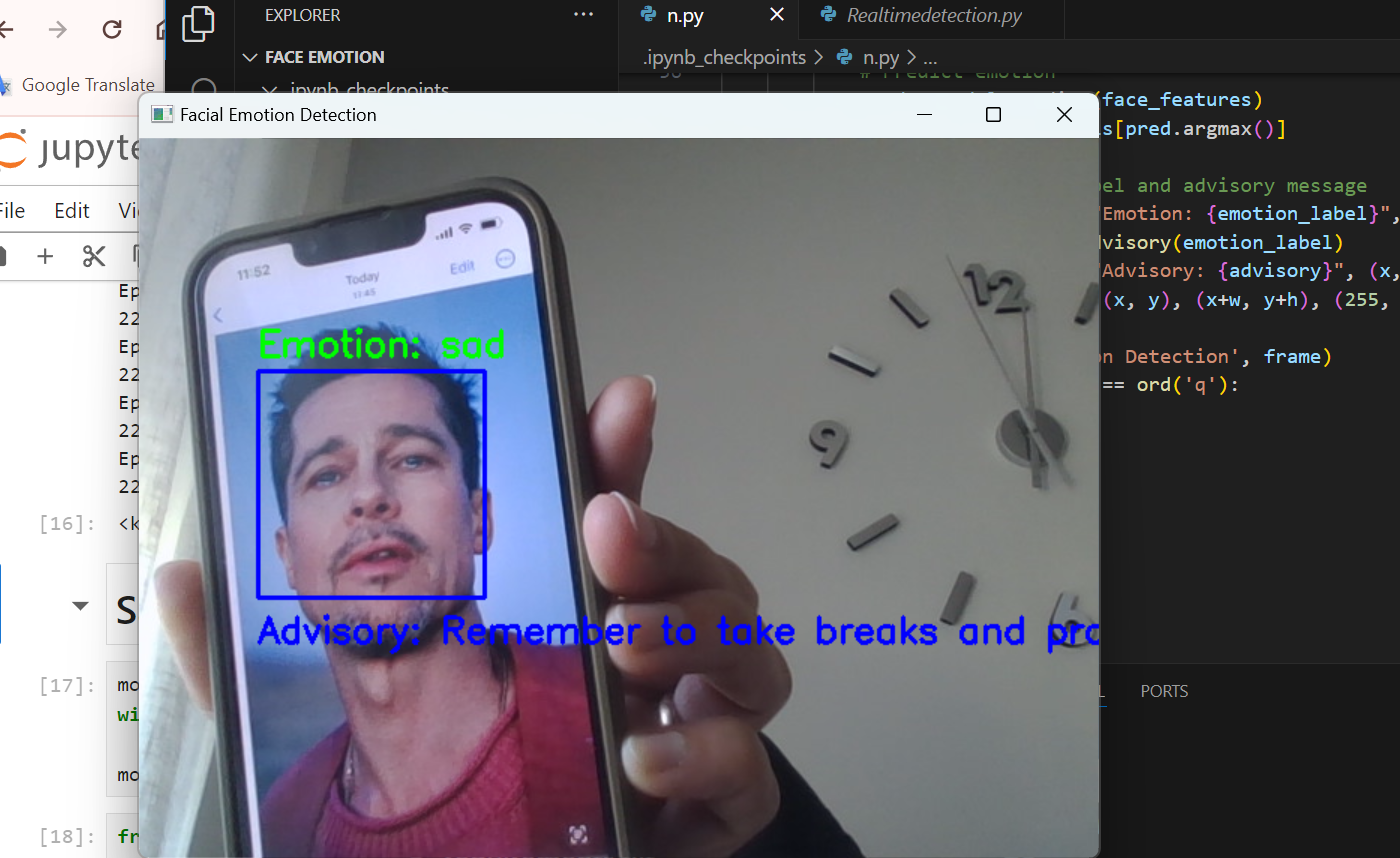 EXPLORER
...
n.py
Realtimedetection.py
FACE EMOTION
.ipynb_checkpoints > n.py > ...
Google Translate
ipynb_checkpoints
# Predict emotion
(face_features)
s[pred.argmax()]
Facial Emotion Detection
jupyte
File Edit Vi
el and advisory message
"Emotion: {emotion_label}",
dvisory(emotion_label)
"Advisory: {advisory}", (x,
(x, y), (x+w, y+h), (255,
n Detection', frame)
== ord('q'):
11:52
Today
11:45
Edit
Emotion: sad
Advisory: Remember to take breaks and pra
12
9
6
Ep
22
Ep
22
Ep
22
Ep
22
[16]: <k
S
[17]: mo
wi
mo
[18]: fr
L PORTS